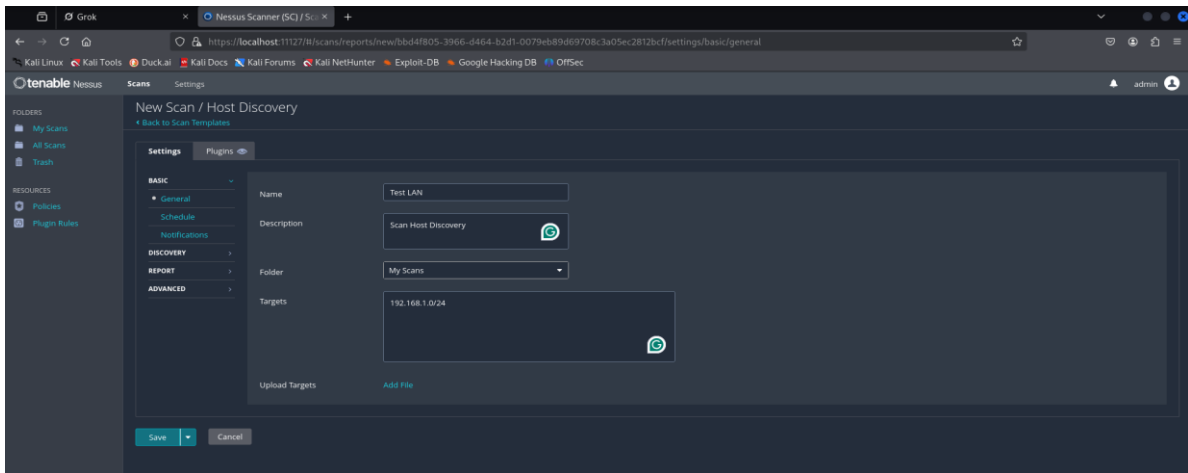 Grok
Nessus Scanner (SC) / Sca
https://localhost:11127/#/scans/reports/new/bbd4f805-3966-d464-b2d1-0079eb89d69708c3a05ec2812bcf/settings/basic/general
Kali Linux Kali Tools Duck.ai Kali Docs Kali Forums Kali NetHunter Exploit-DB Google Hacking DB OffSec
tenable Nessus Scans Settings admin
FOLDERS
My Scans
All Scans
Trash
RESOURCES
Policies
Plugin Rules
New Scan / Host Discovery
Back to Scan Templates
Settings Plugins
BASIC
General
Schedule
Notifications
DISCOVERY
REPORT
ADVANCED
Name Test LAN
Description Scan Host Discovery
Folder My Scans
Targets 192.168.1.0/24
Upload Targets Add File
Save Cancel